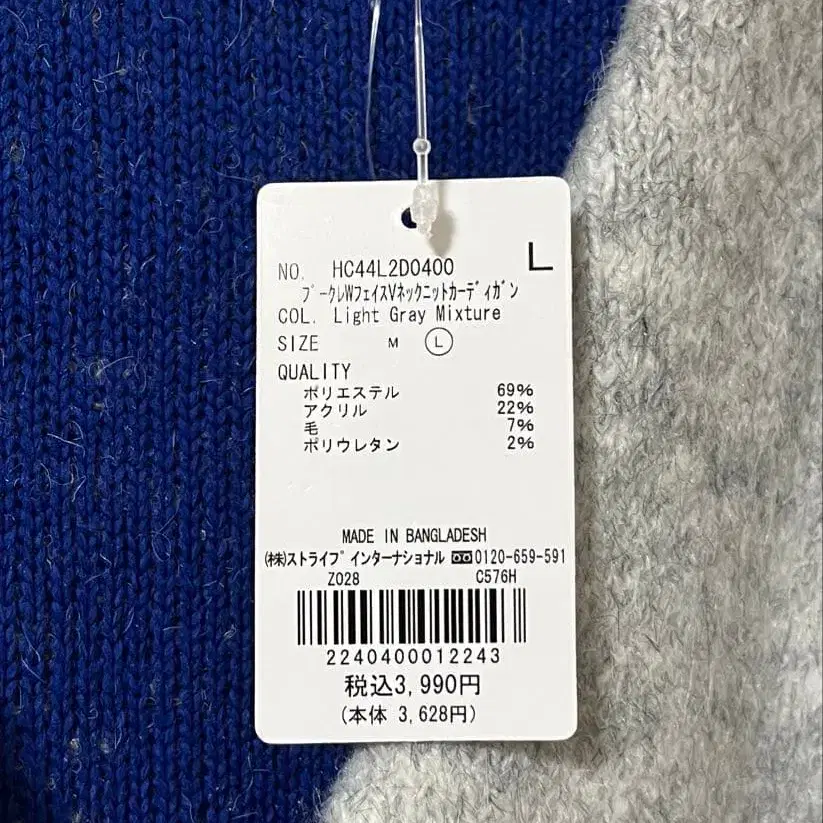 L
NO. HC44L2D0400
ブークレWフェイスVネックニットカーディガン
COL. Light Gray Mixture
SIZE M L
QUALITY
ポリエステル 69%
アクリル 22%
毛 7%
ポリウレタン 2%
MADE IN BANGLADESH
(株)ストライプインターナショナル 0120-659-591
Z028 C576H
2240400012243
税込3,990円
(本体 3,628円)